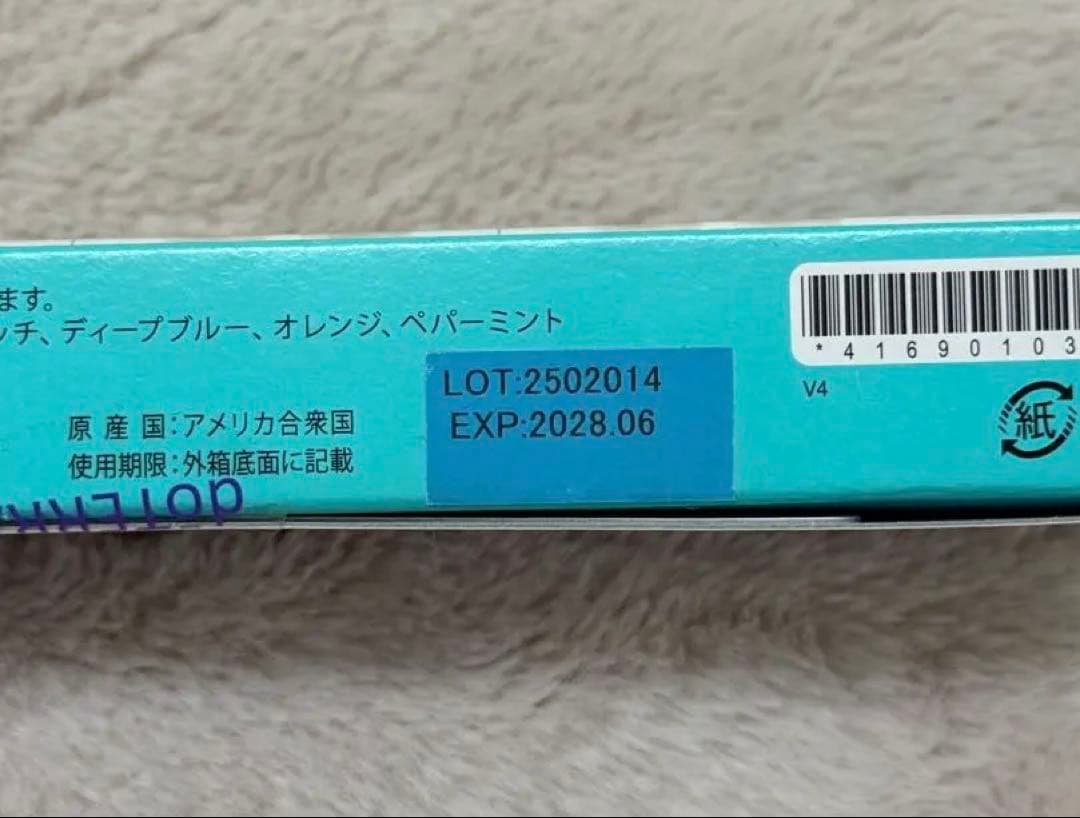 ます。
ッチ、ディープブルー、オレンジ、ペパーミント
原産国:アメリカ合衆国
使用期限:外箱底面に記載
LOT:2502014
EXP:2028.06
*41690103
V4
紙
dōTERRA